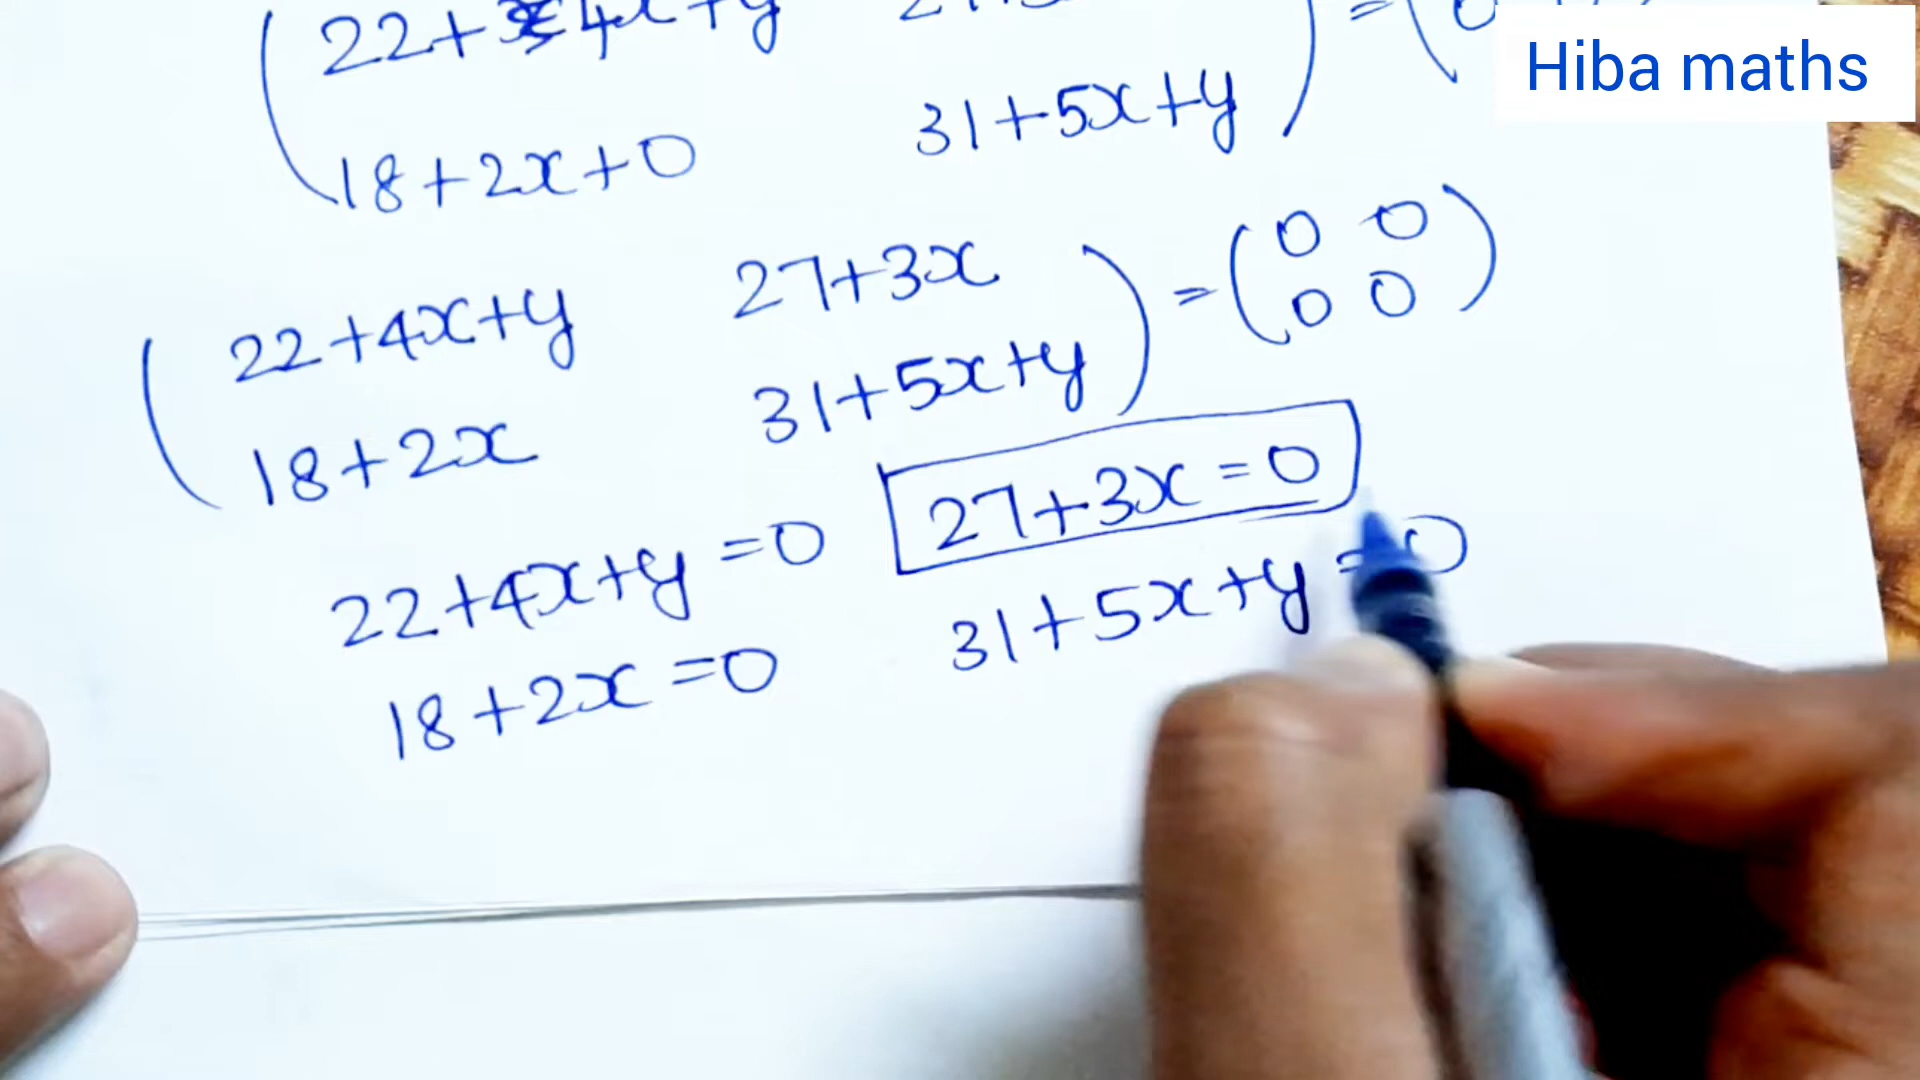 22+4x+y
Hiba maths
18+2x+0 31+5x+y
22+4x+y 27+3x = 0 0
18+2x 31+5x+y 0 0
22+4x+y =0 27+3x=0
18+2x=0 31+5x+y=0